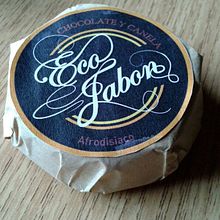 CHOCOLATE Y CANELA
Eco
Jabon
Afrodisiaco